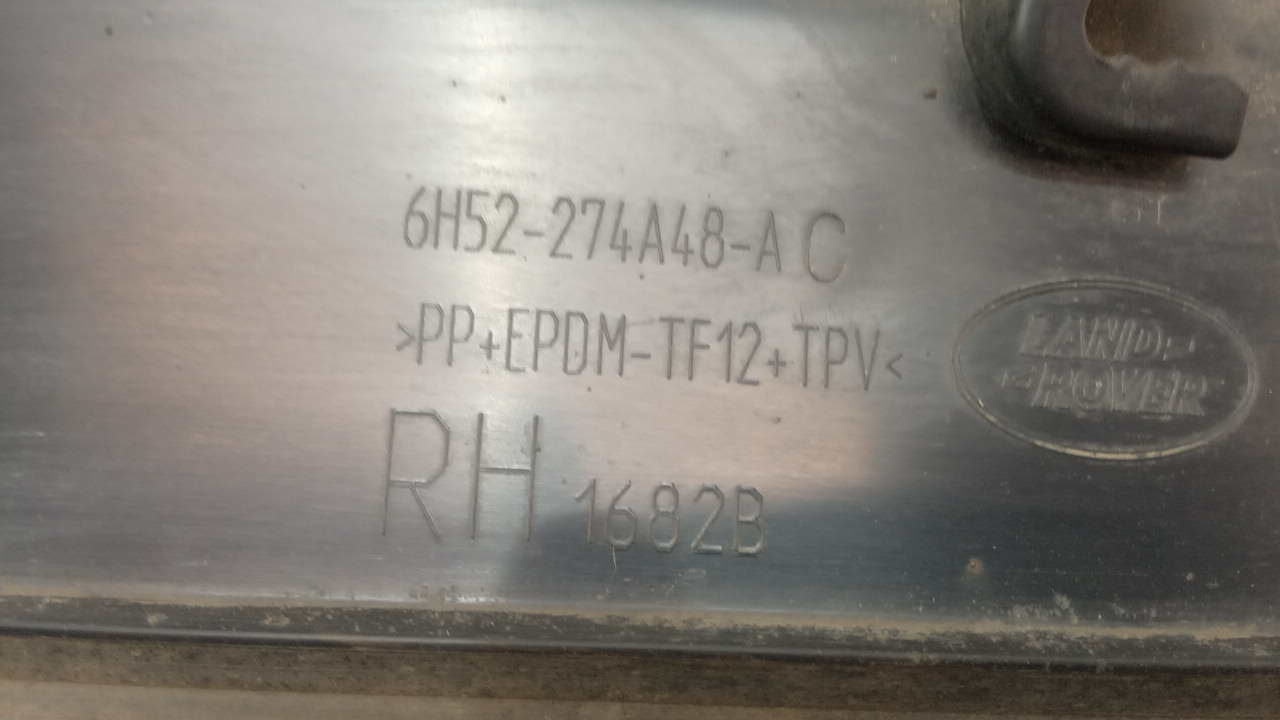 6H52-274A48-A C
>PP+EPDM-TF12+TPV<
RH 1682B
LAND
ROVER